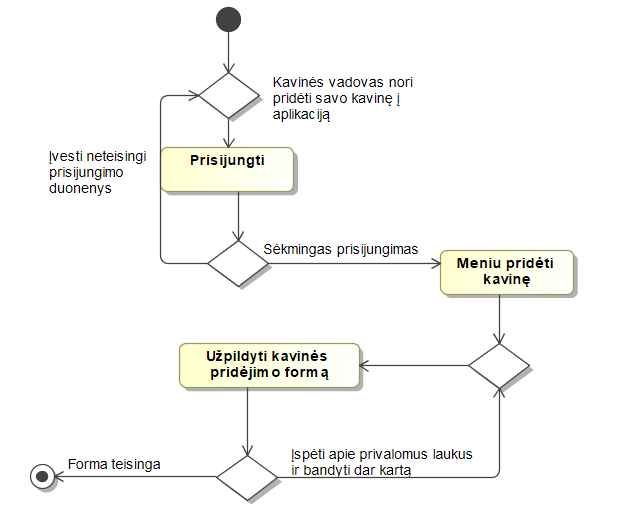 Kavinės vadovas nori
pridėti savo kavinę į
aplikaciją
Įvesti neteisingi
prisijungimo
duonenys
Prisijungti
Sėkmingas prisijungimas
Meniu pridėti
kavinę
Užpildyti kavinės
pridėjimo formą
Įspėti apie privalomus laukus
ir bandyti dar kartą
Forma teisinga